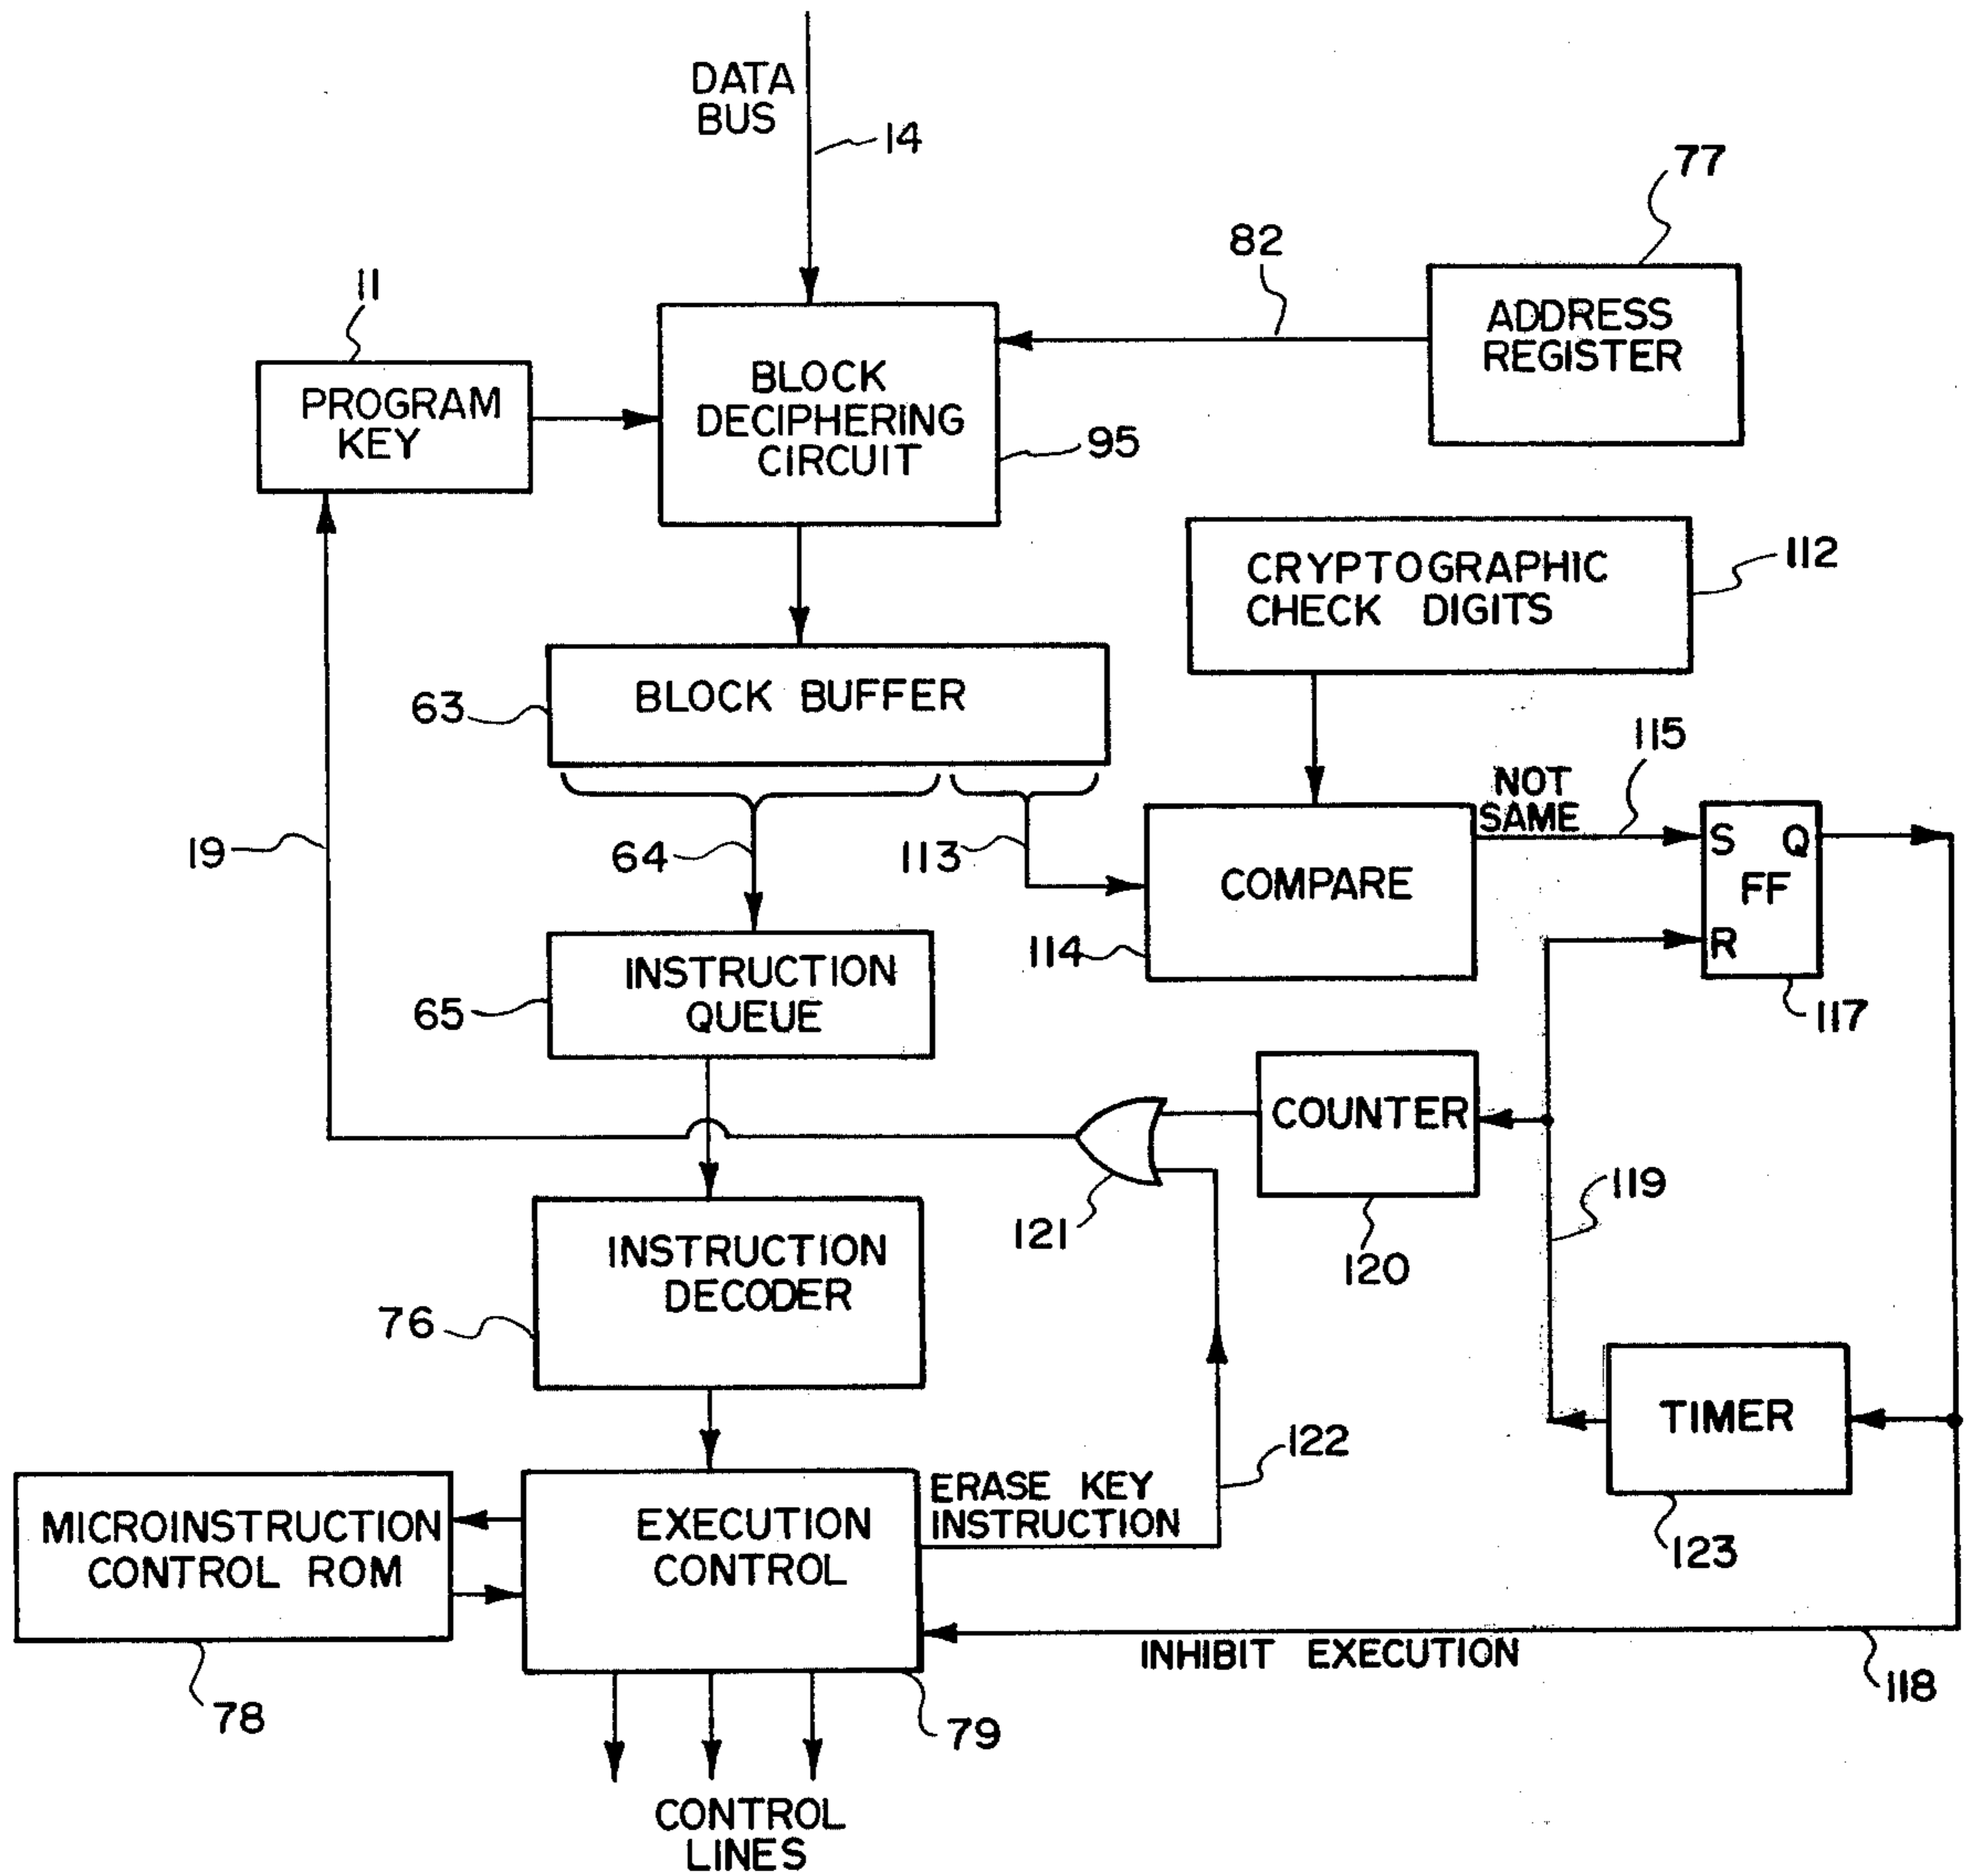 DATA
BUS
14
77
82
ADDRESS
REGISTER
11
PROGRAM
KEY
BLOCK
DECIPHERING
CIRCUIT
95
CRYPTOGRAPHIC
CHECK DIGITS
112
BLOCK BUFFER
63
115
NOT
SAME
19
64
113
COMPARE
114
S Q
FF
R
117
INSTRUCTION
QUEUE
65
COUNTER
120
121
119
INSTRUCTION
DECODER
76
TIMER
123
122
ERASE KEY
INSTRUCTION
MICROINSTRUCTION
CONTROL ROM
78
EXECUTION
CONTROL
79
INHIBIT EXECUTION
118
CONTROL
LINES